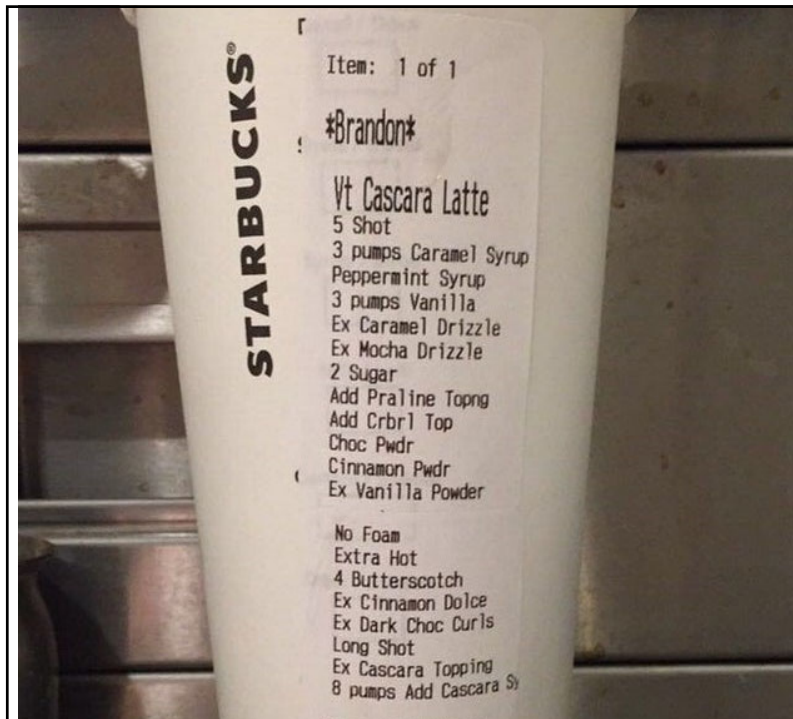 STARBUCKS®
Item: 1 of 1
*Brandon*
Vt Cascara Latte
5 Shot
3 pumps Caramel Syrup
Peppermint Syrup
3 pumps Vanilla
Ex Caramel Drizzle
Ex Mocha Drizzle
2 Sugar
Add Praline Topng
Add Crbrl Top
Choc Pwdr
Cinnamon Pwdr
Ex Vanilla Powder
No Foam
Extra Hot
4 Butterscotch
Ex Cinnamon Dolce
Ex Dark Choc Curls
Long Shot
Ex Cascara Topping
8 pumps Add Cascara Sy